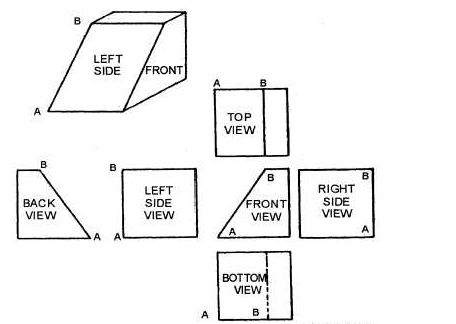 B
LEFT
SIDE
FRONT
A
A B
TOP
VIEW
B
BACK
VIEW
A
B
LEFT
SIDE
VIEW
A
B
FRONT
VIEW
A
RIGHT
SIDE
VIEW
B
A
BOTTOM
VIEW
A B